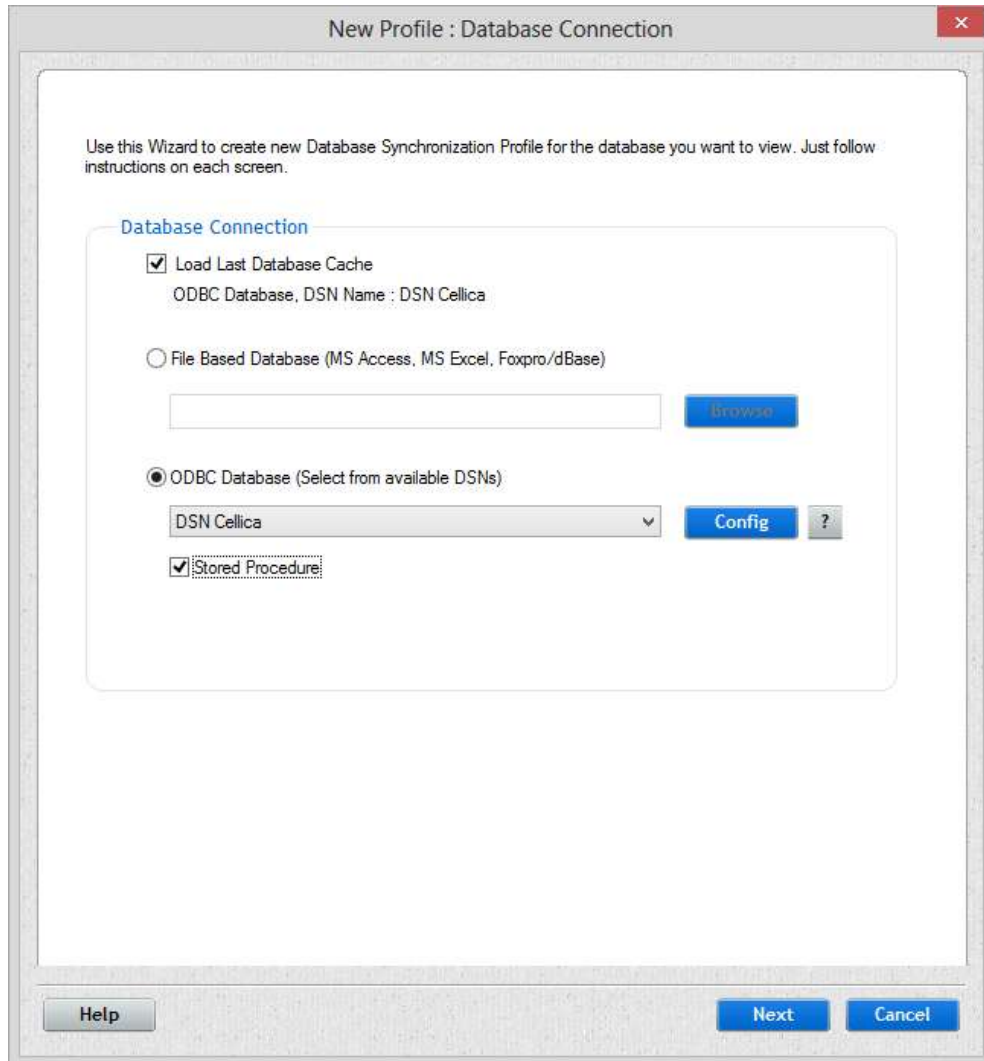 New Profile : Database Connection
Use this Wizard to create new Database Synchronization Profile for the database you want to view. Just follow
instructions on each screen.
Database Connection
Load Last Database Cache
ODBC Database, DSN Name : DSN Cellica
File Based Database (MS Access, MS Excel, Foxpro/dBase)
Browse
ODBC Database (Select from available DSNs)
DSN Cellica
Config ?
Stored Procedure
Help Next Cancel